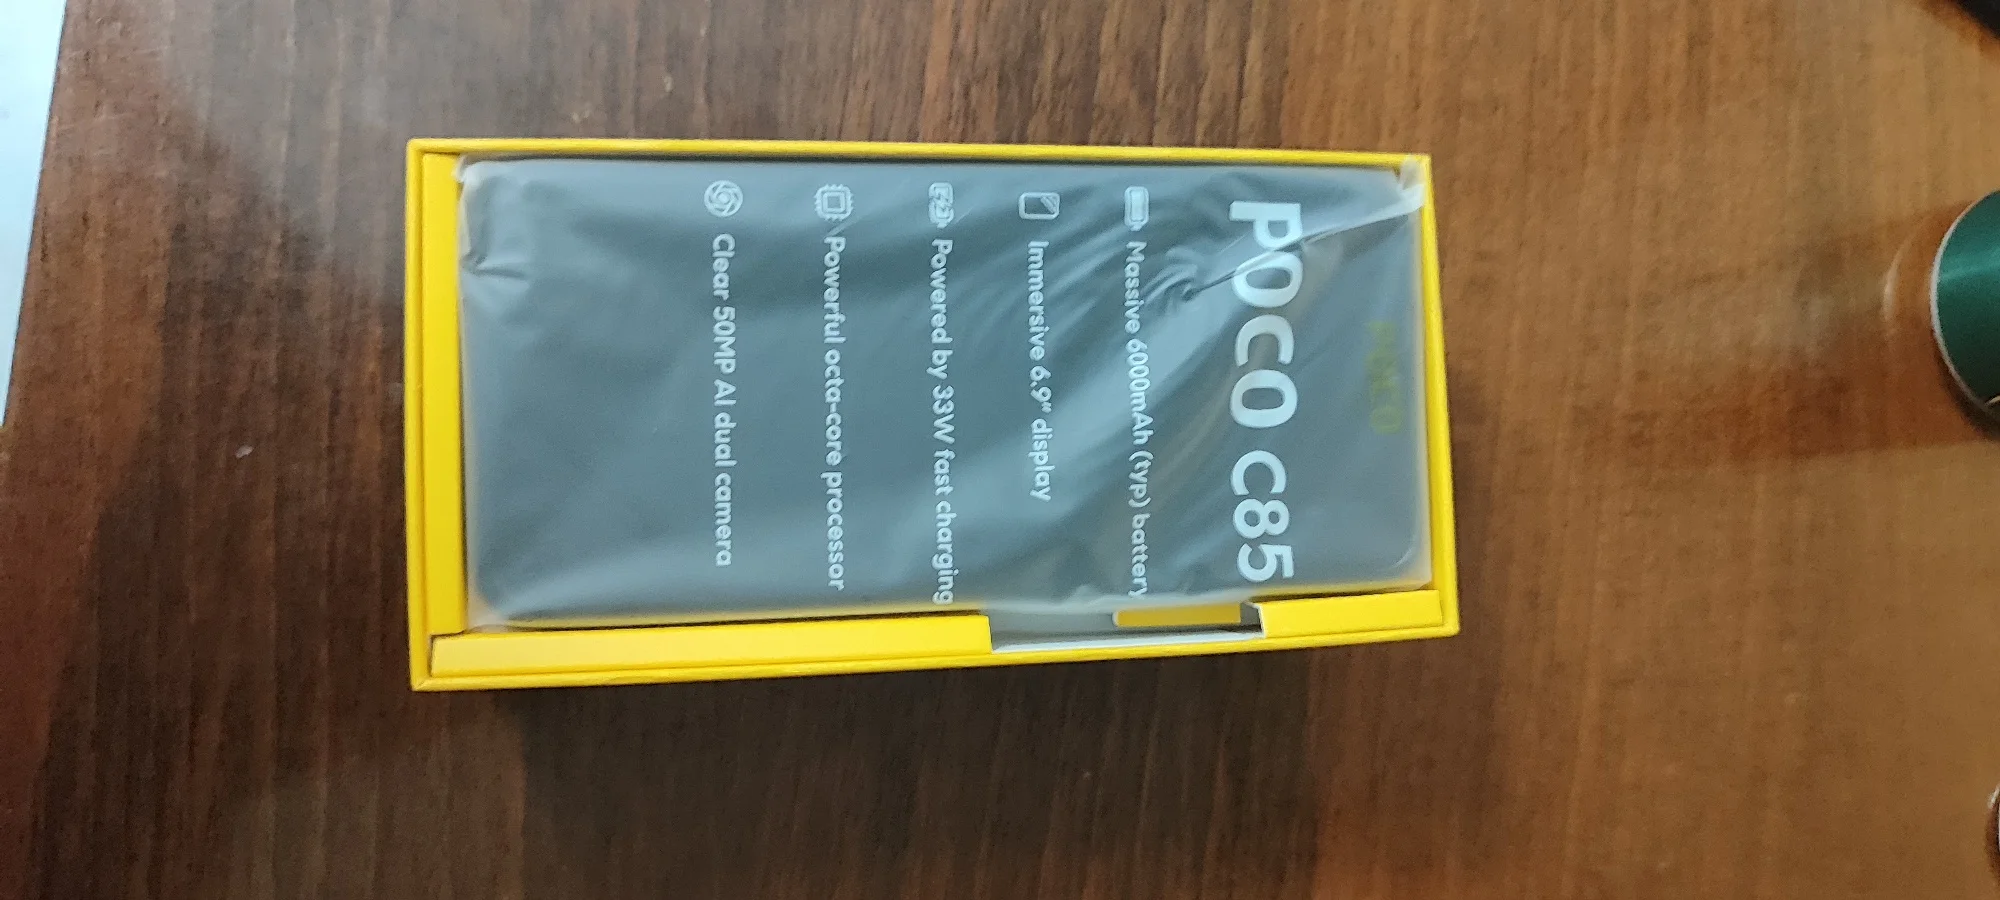 POCO
POCO C85
Massive 6000mAh (typ) battery
Immersive 6.9" display
Powered by 33W fast charging
Powerful octa-core processor
Clear 50MP AI dual camera